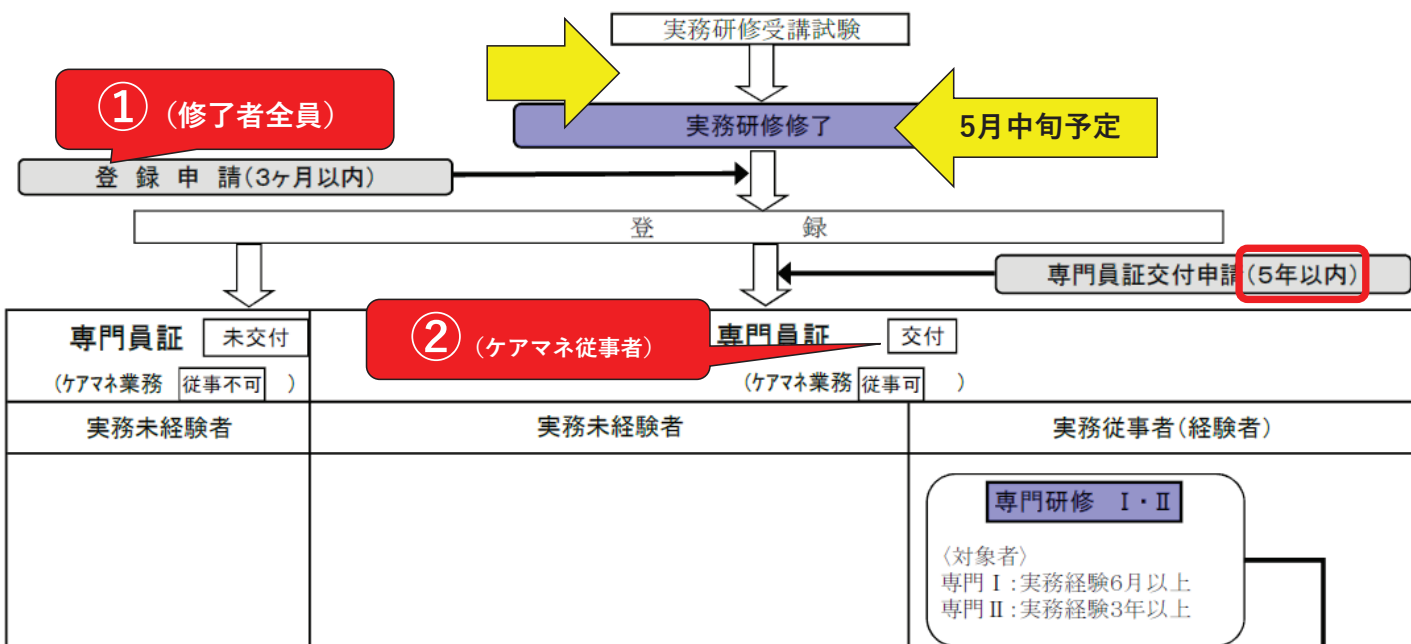 実務研修受講試験
① （修了者全員）
実務研修修了
5月中旬予定
登 録 申 請（3ヶ月以内）
登 録
専門員証交付申請（5年以内）
専門員証 未交付
（ケアマネ業務 従事不可 ）
② （ケアマネ従事者）
専門員証 交付
（ケアマネ業務 従事可 ）
実務未経験者
実務未経験者
実務従事者（経験者）
専門研修 Ⅰ・Ⅱ
〈対象者〉
専門Ⅰ：実務経験6月以上
専門Ⅱ：実務経験3年以上